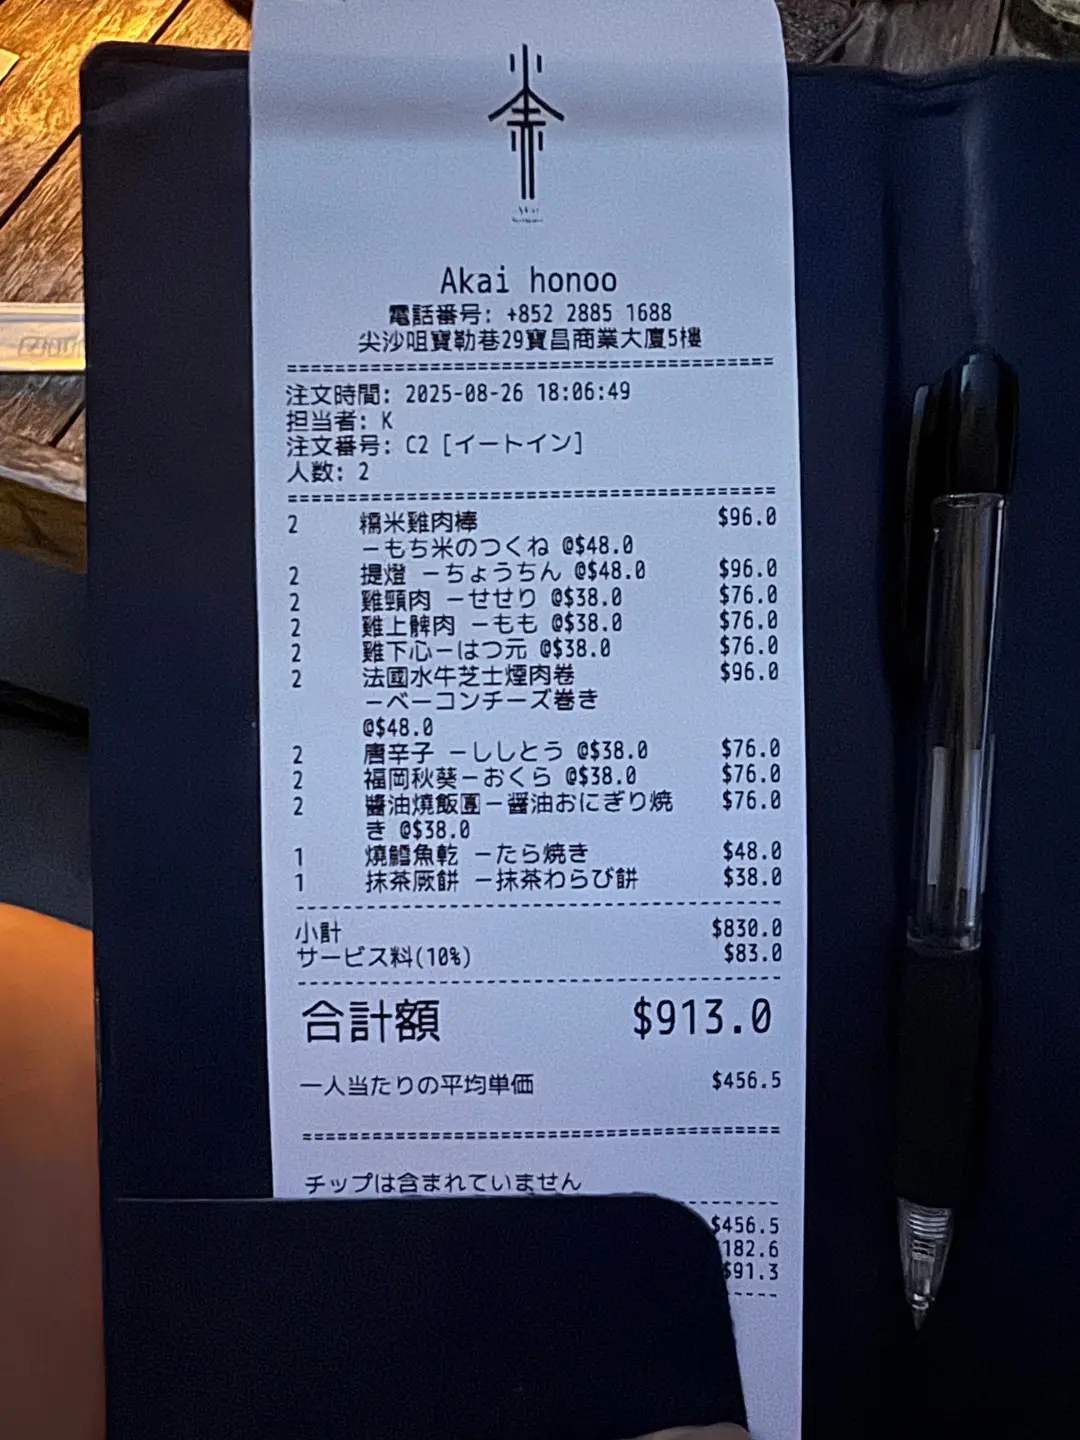 Akai honoo
電話番号: +852 2885 1688
尖沙咀寶勒巷29寶昌商業大廈5樓
注文時間: 2025-08-26 18:06:49
担当者: K
注文番号: C2 [イートイン]
人数: 2
2 糯米雞肉棒 $96.0
－もち米のつくね @$48.0
2 提燈 －ちょうちん @$48.0 $96.0
2 雞頸肉 －せせり @$38.0 $76.0
2 雞上髀肉 －もも @$38.0 $76.0
2 雞下心－はつ元 @$38.0 $76.0
2 法國水牛芝士煙肉卷 $96.0
－ベーコンチーズ巻き
@$48.0
2 唐辛子 －ししとう @$38.0 $76.0
2 福岡秋葵－おくら @$38.0 $76.0
2 醬油燒飯團－醤油おにぎり焼 $76.0
き @$38.0
1 燒鱈魚乾 －たら焼き $48.0
1 抹茶厥餅 －抹茶わらび餅 $38.0
小計 $830.0
サービス料(10%) $83.0
合計額 $913.0
一人当たりの平均単価 $456.5
チップは含まれていません
$456.5
182.6
$91.3